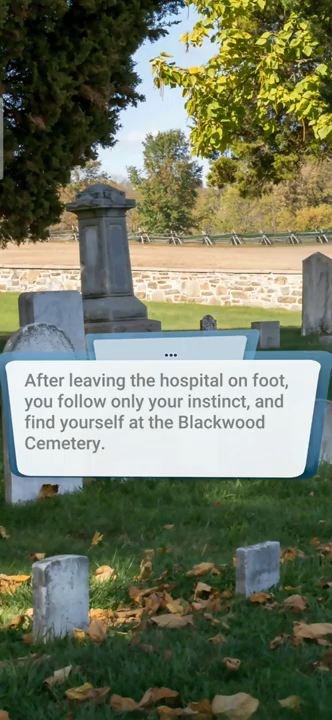 ...
After leaving the hospital on foot,
you follow only your instinct, and
find yourself at the Blackwood
Cemetery.